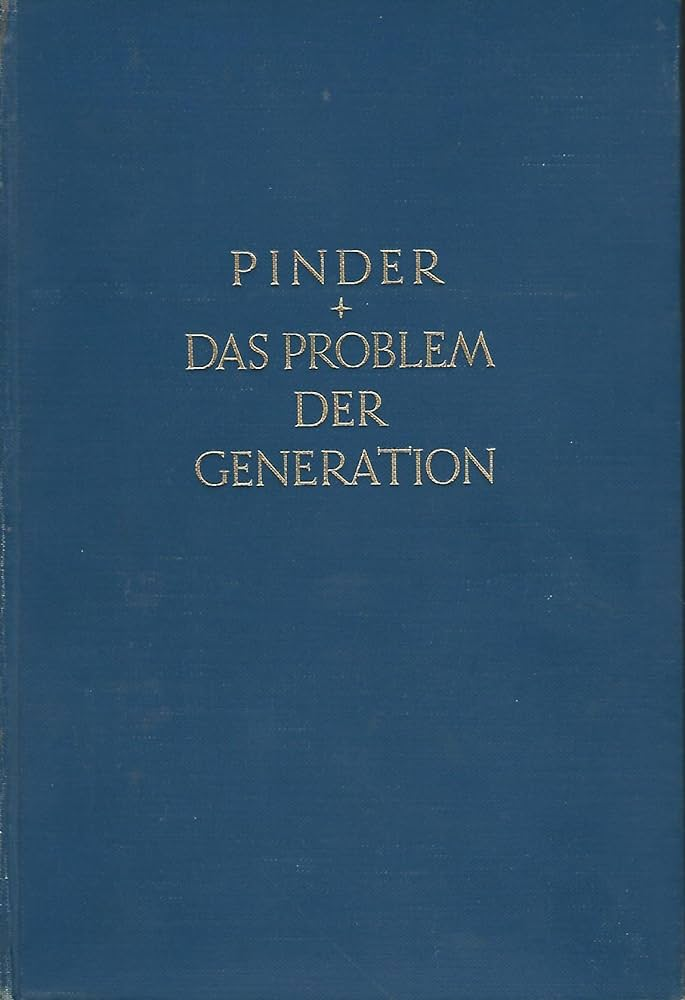 PINDER
+
DAS PROBLEM
DER
GENERATION